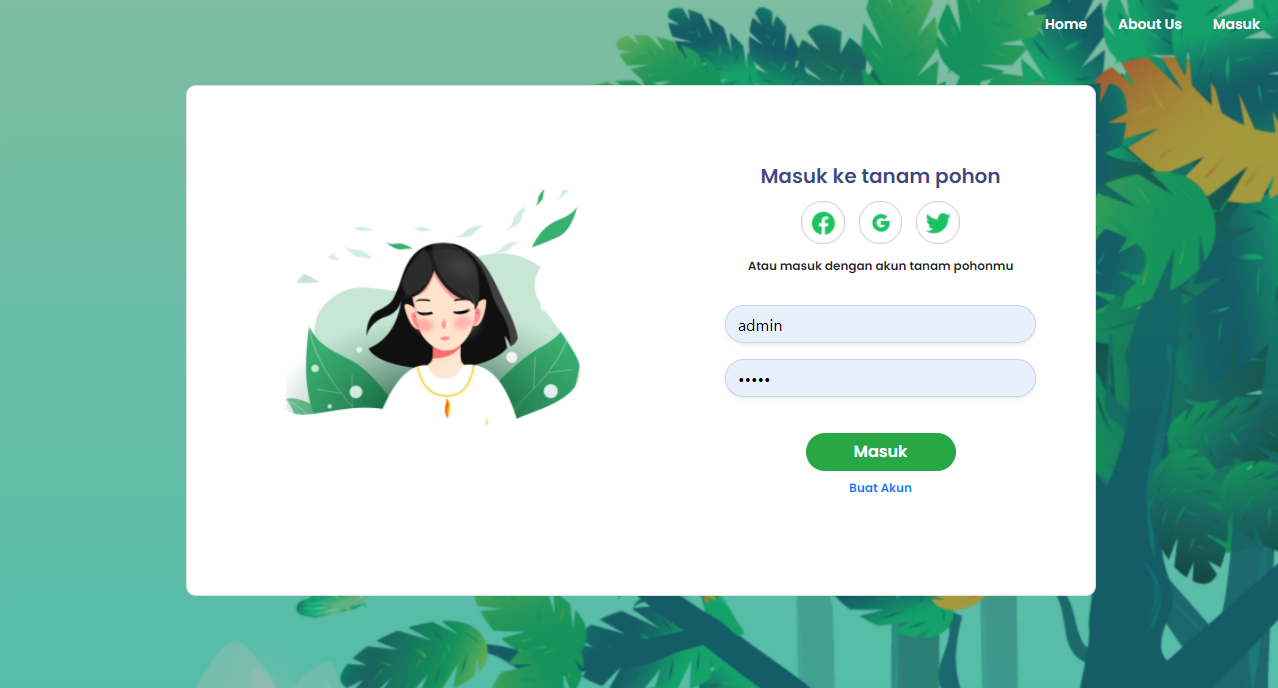 Home About Us Masuk
Masuk ke tanam pohon
Atau masuk dengan akun tanam pohonmu
admin
•••••
Masuk
Buat Akun